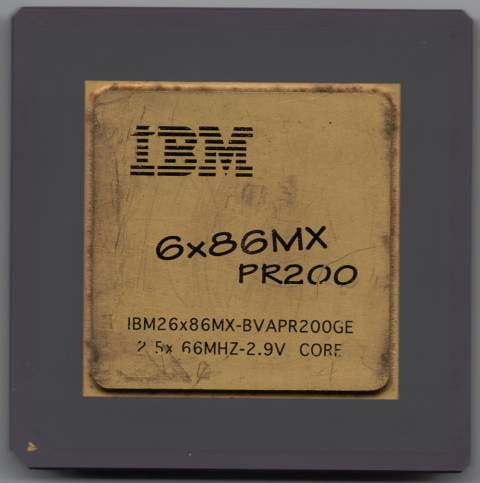 IBM
6x86MX
PR200
IBM26x86MX-BVAPR200GE
2.5x 66MHZ-2.9V CORE